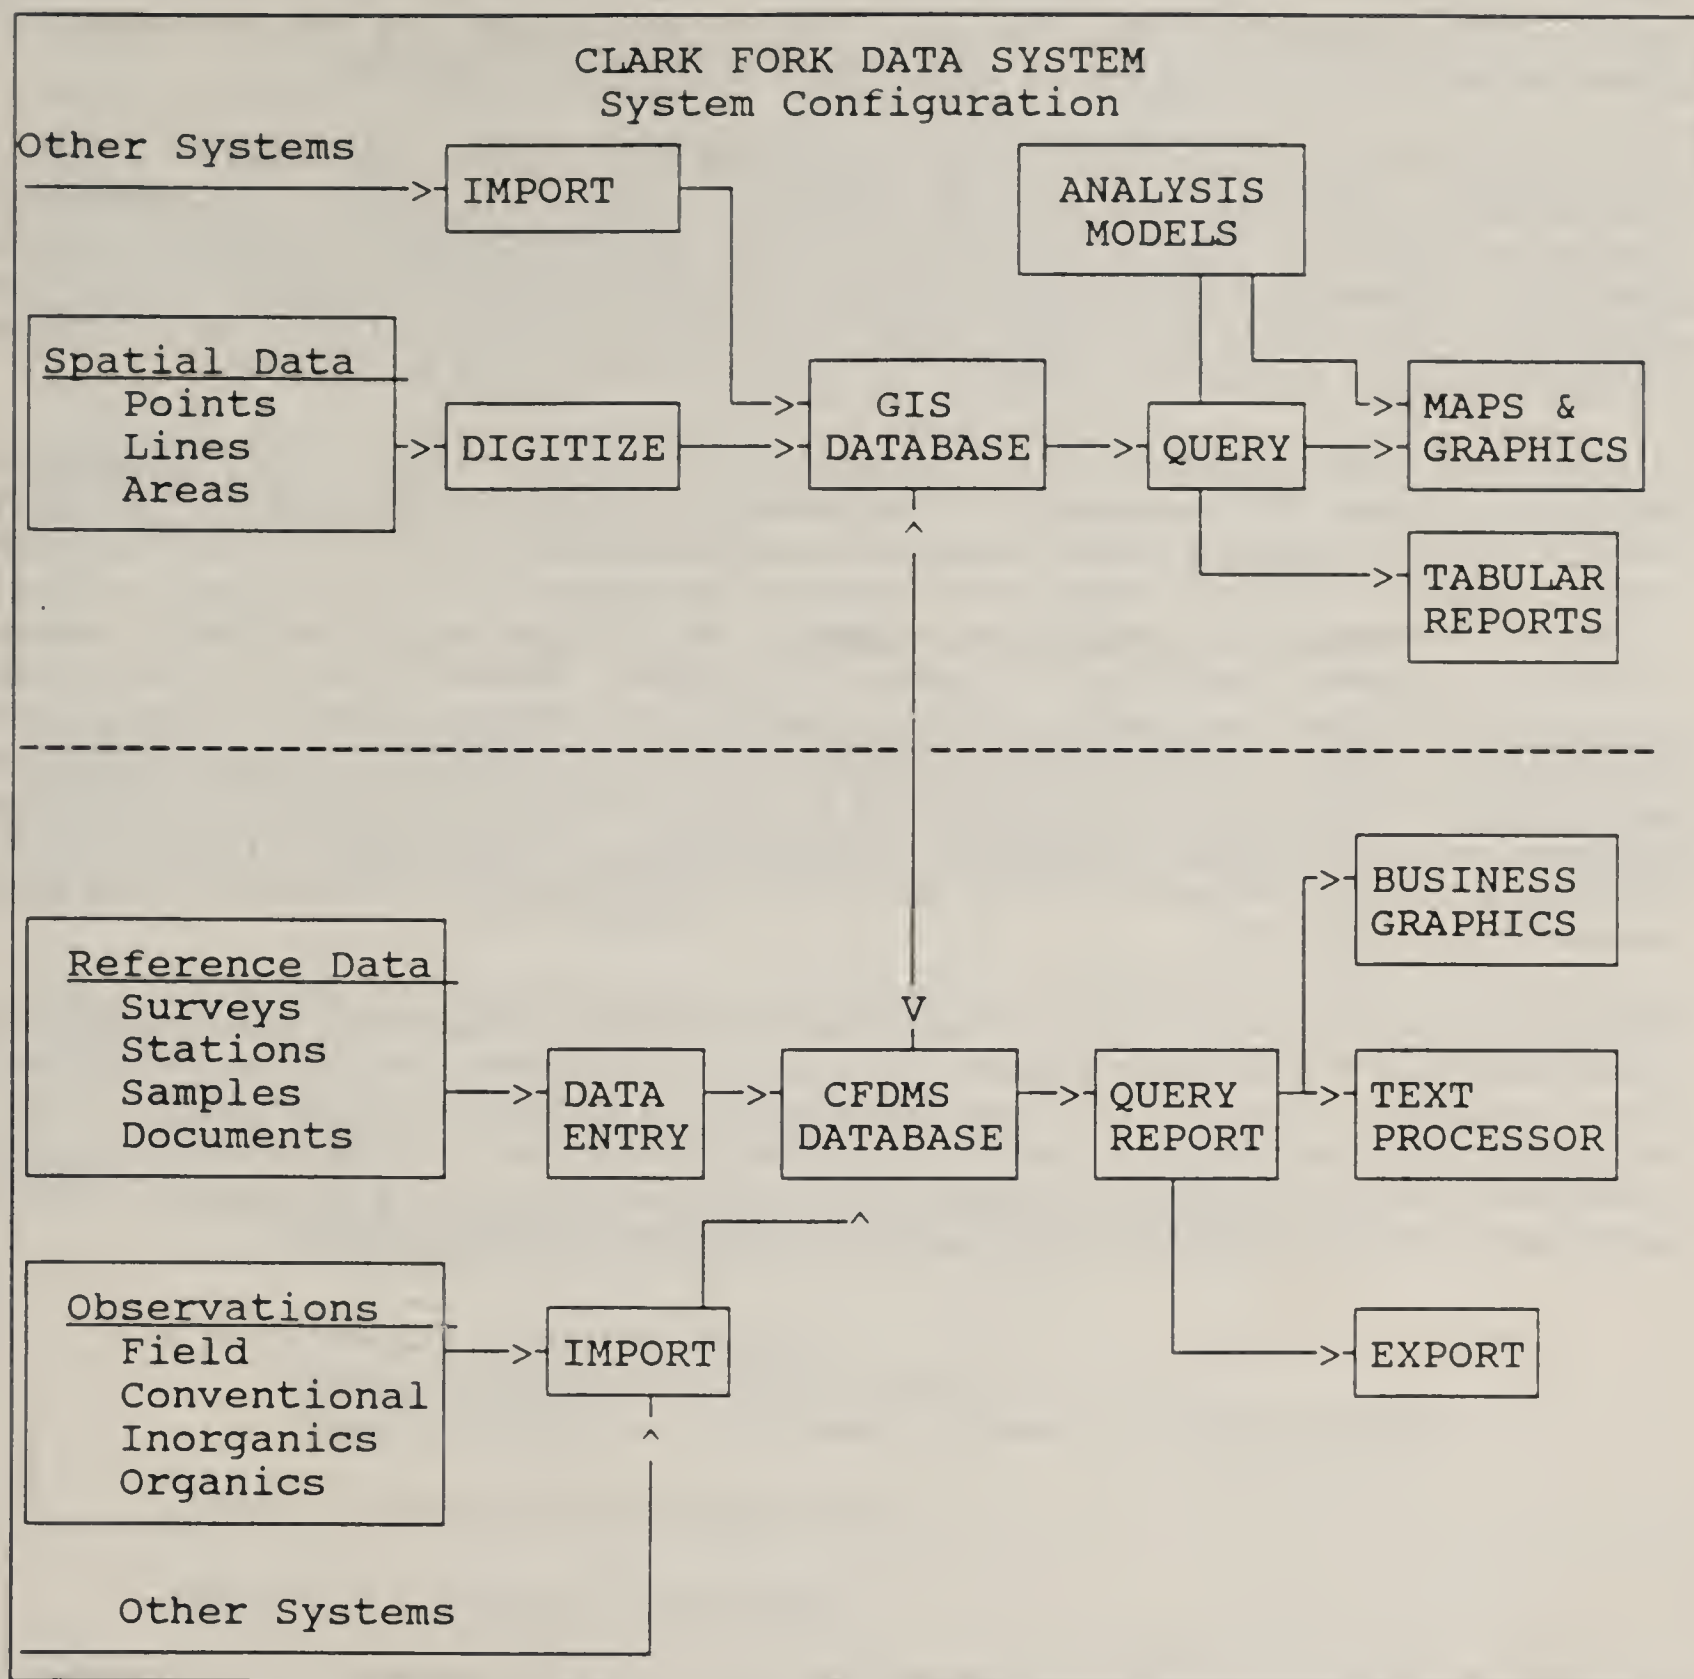 CLARK FORK DATA SYSTEM
System Configuration
Other Systems
IMPORT
ANALYSIS
MODELS
Spatial Data
Points
Lines
Areas
DIGITIZE
GIS
DATABASE
QUERY
MAPS &
GRAPHICS
TABULAR
REPORTS
BUSINESS
GRAPHICS
Reference Data
Surveys
Stations
Samples
Documents
DATA
ENTRY
CFDMS
DATABASE
QUERY
REPORT
TEXT
PROCESSOR
Observations
Field
Conventional
Inorganics
Organics
IMPORT
EXPORT
Other Systems